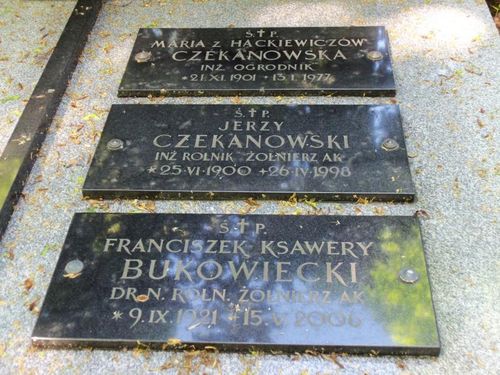 Ś✝P.
MARIA Z HĄCKIEWICZÓW
CZEKANOWSKA
INŻ. OGRODNIK
*21.XI.1901 +13.I.1977
Ś✝P.
JERZY
CZEKANOWSKI
INŻ ROLNIK ŻOŁNIERZ AK
*25·VI·1900 +26·IV·1998
Ś✝P.
FRANCISZEK KSAWERY
BUKOWIECKI
DR N. ROLN. ŻOŁNIERZ AK
*9.IX.1921 +15.V.2006